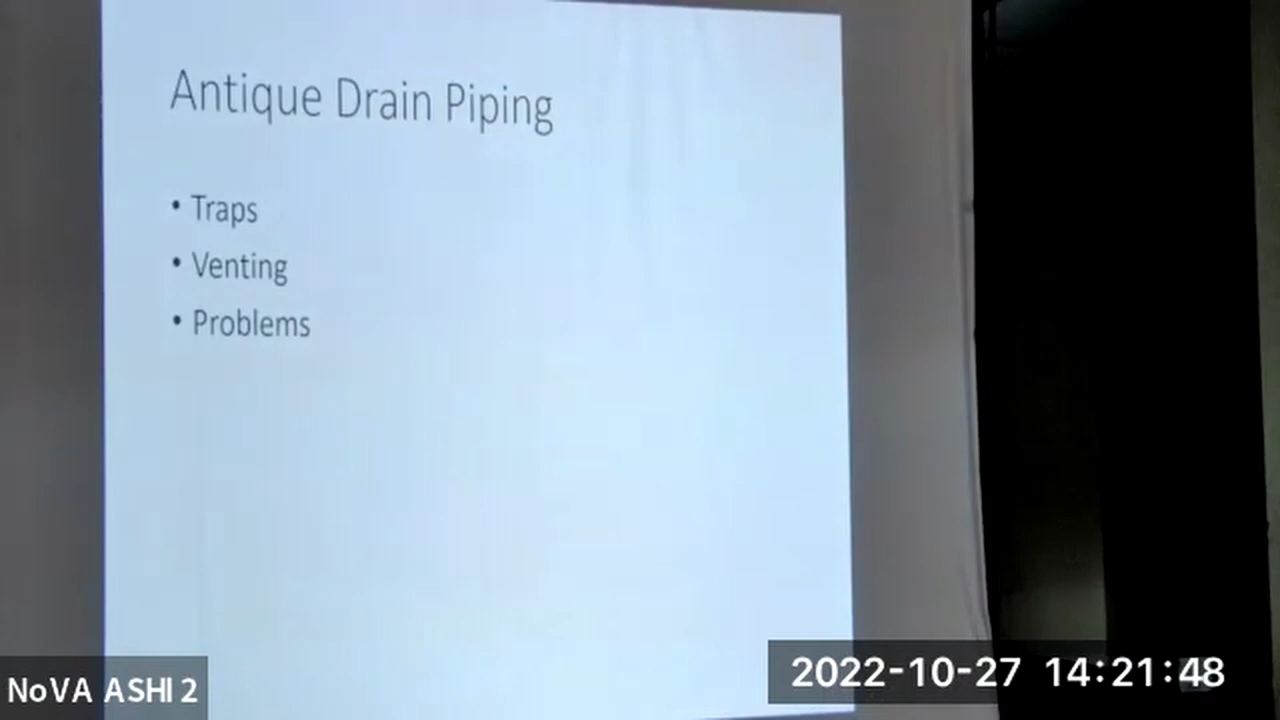 Antique Drain Piping
• Traps
• Venting
• Problems
NoVA ASHI 2
2022-10-27 14:21:48